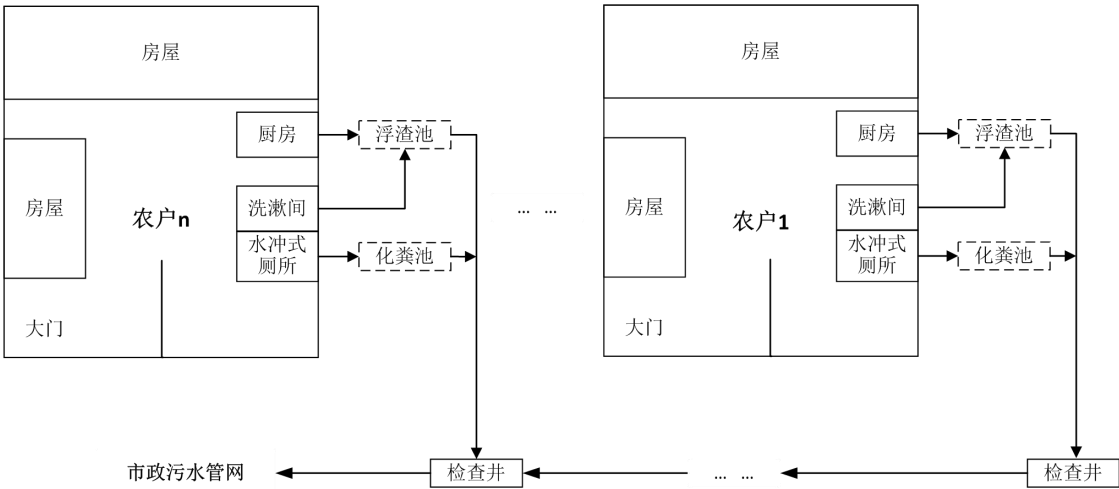 房屋
房屋
厨房
浮渣池
厨房
浮渣池
房屋
农户n
洗漱间
... ...
房屋
农户1
洗漱间
水冲式
厕所
化粪池
水冲式
厕所
化粪池
大门
大门
市政污水管网
检查井
... ...
检查井